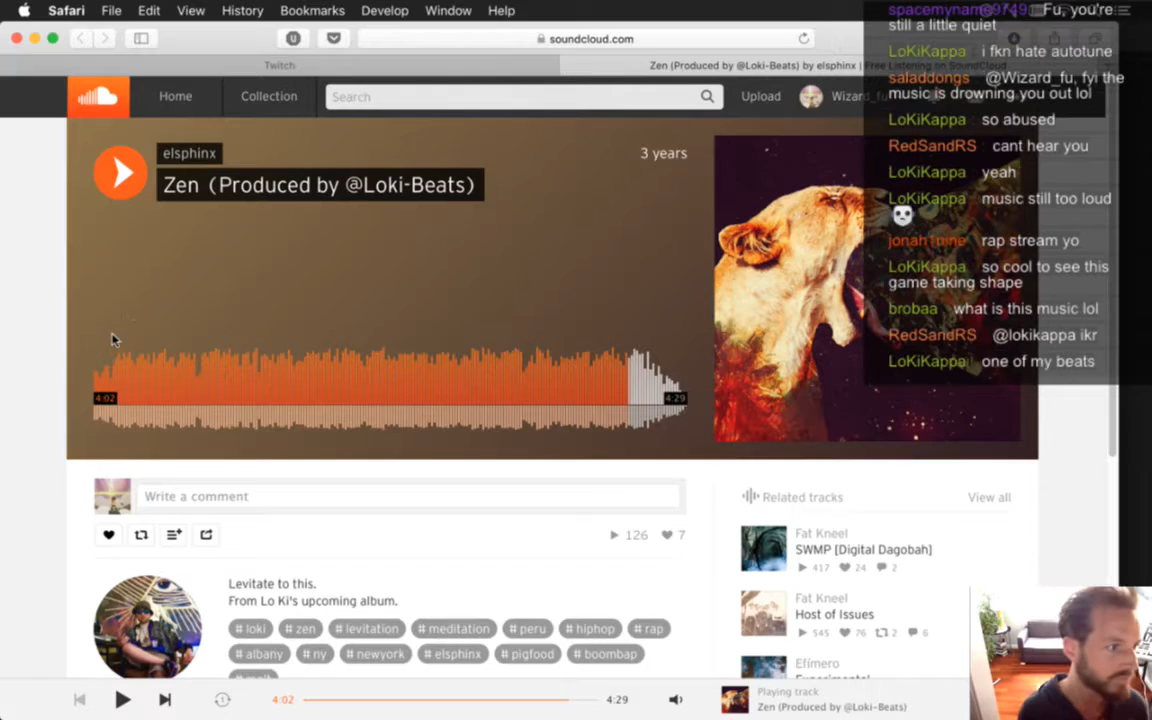 Safari File Edit View History Bookmarks Develop Window Help
soundcloud.com
Twitch
Zen (Produced by @Loki-Beats) by elsphinx | Free Listening on SoundCloud
Home Collection Search Upload Wizard_fu
elsphinx
3 years
Zen (Produced by @Loki-Beats)
4:02
4:29
spacemyname9749 Fu, you're
still a little quiet
LoKiKappa i fkn hate autotune
saladdongs @Wizard_fu, fyi the
music is drowning you out lol
LoKiKappa so abused
RedSandRS cant hear you
LoKiKappa yeah
LoKiKappa music still too loud
jonah1nine rap stream yo
LoKiKappa so cool to see this
game taking shape
brobaa what is this music lol
RedSandRS @lokikappa ikr
LoKiKappa one of my beats
Write a comment
126 7
Levitate to this.
From Lo Ki's upcoming album.
# loki # zen # levitation # meditation # peru # hiphop # rap
# albany # ny # newyork # elsphinx # pigfood # boombap
Related tracks View all
Fat Kneel
SWMP [Digital Dagobah]
417 24 2
Fat Kneel
Host of Issues
545 76 2 6
Efímero
4:02 4:29
Playing track
Zen (Produced by @Loki-Beats)